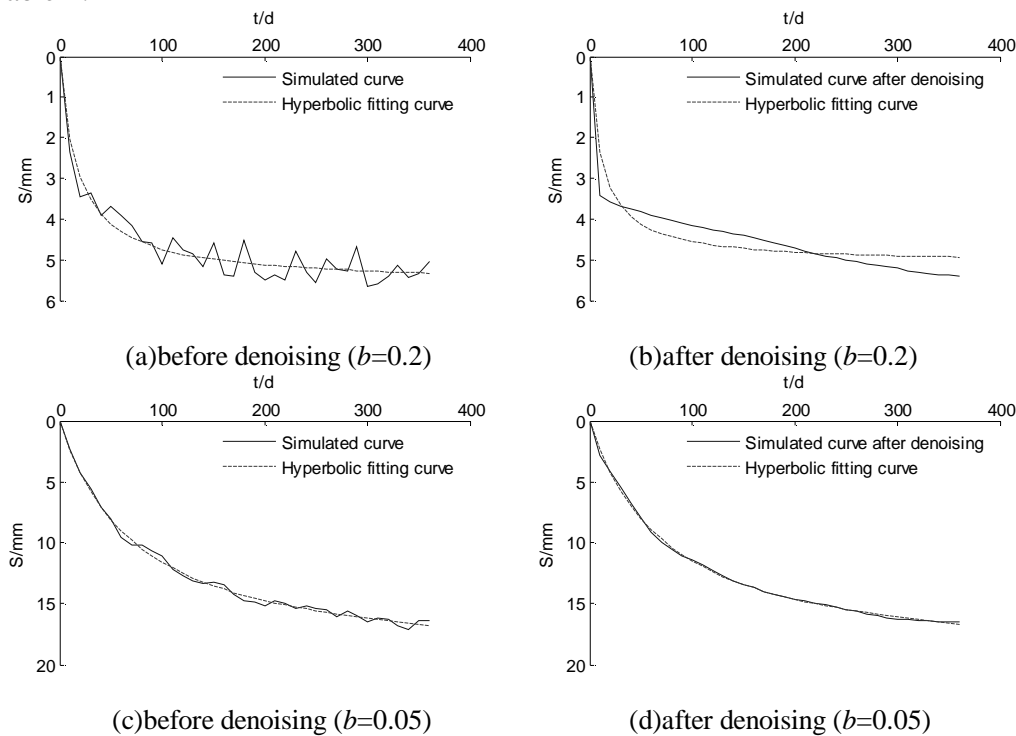 t/d
0 100 200 300 400
0
1
2
3
4
5
6
S/mm
Simulated curve
Hyperbolic fitting curve
(a)before denoising (b=0.2)
t/d
0 100 200 300 400
0
1
2
3
4
5
6
S/mm
Simulated curve after denoising
Hyperbolic fitting curve
(b)after denoising (b=0.2)
t/d
0 100 200 300 400
0
5
10
15
20
S/mm
Simulated curve
Hyperbolic fitting curve
(c)before denoising (b=0.05)
t/d
0 100 200 300 400
0
5
10
15
20
S/mm
Simulated curve after denoising
Hyperbolic fitting curve
(d)after denoising (b=0.05)